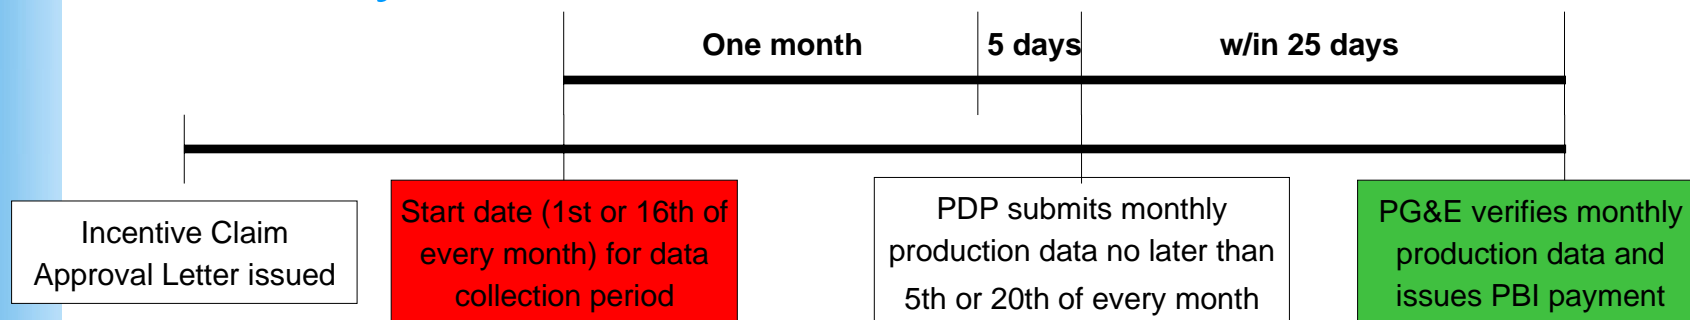 One month
5 days
w/in 25 days
Incentive Claim
Approval Letter issued
Start date (1st or 16th of
every month) for data
collection period
PDP submits monthly
production data no later than
5th or 20th of every month
PG&E verifies monthly
production data and
issues PBI payment